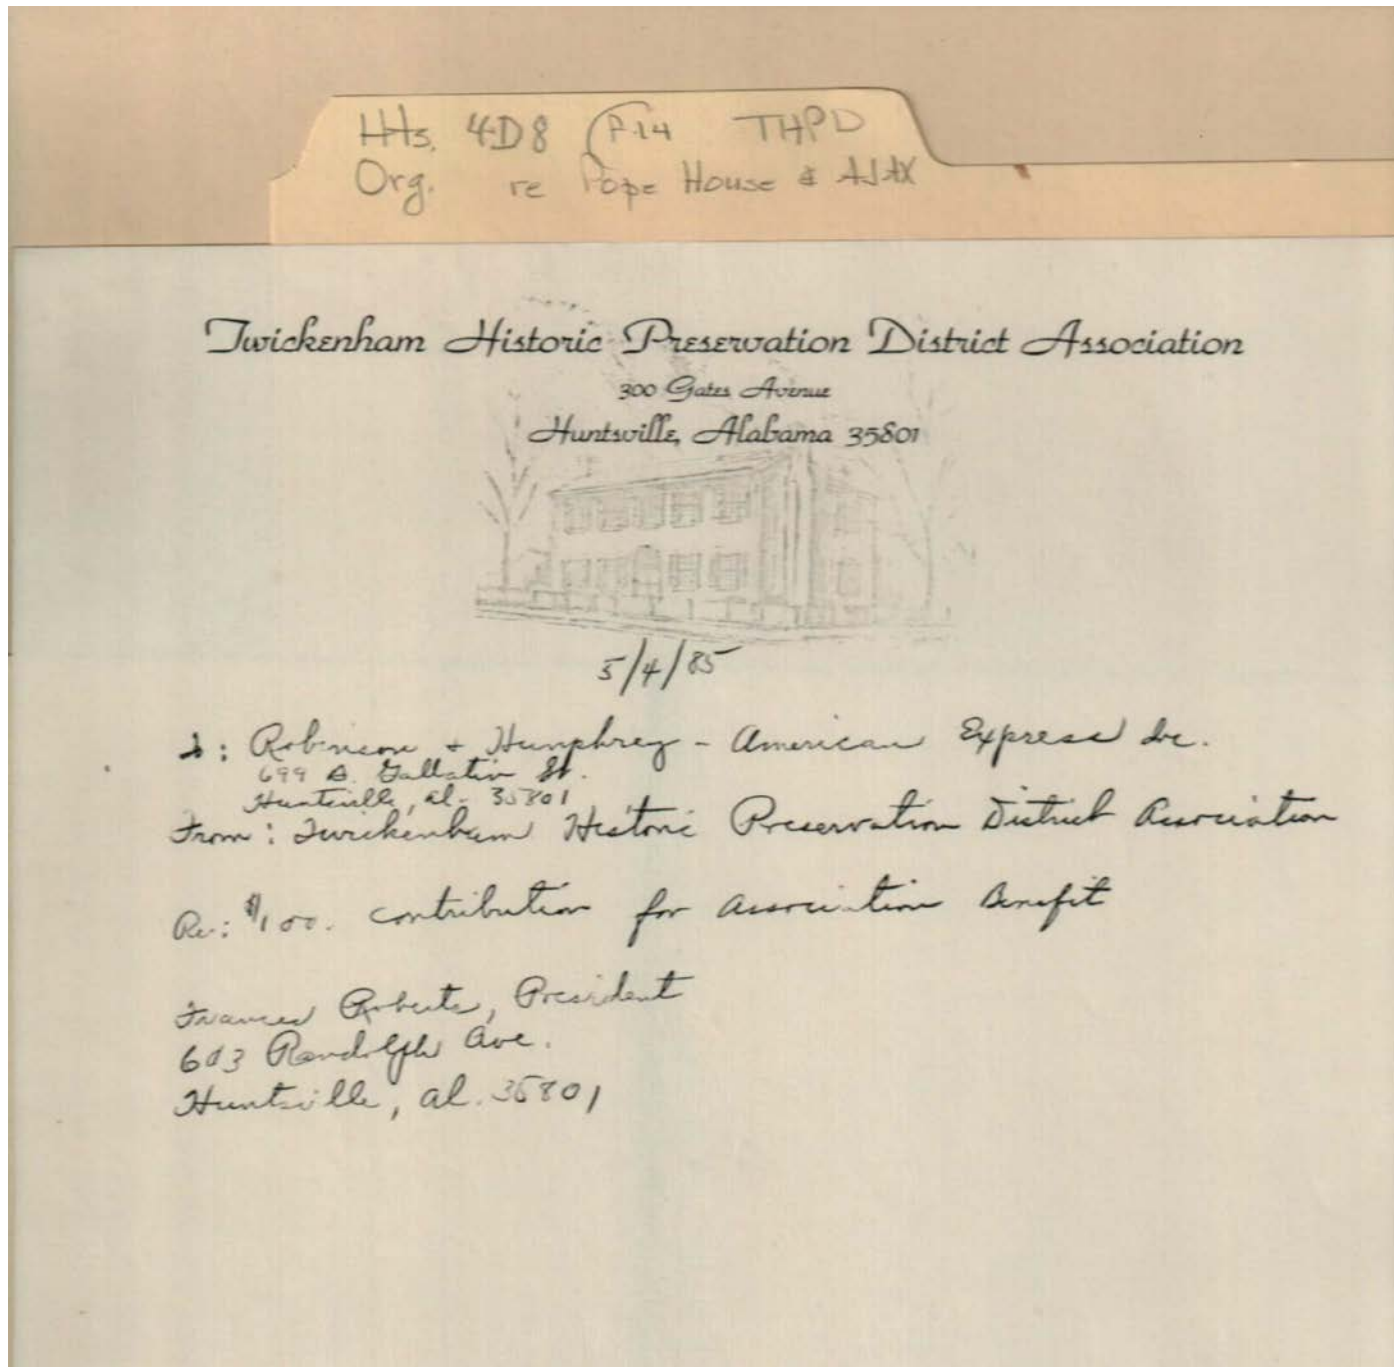 HHs. 4D8 (F.14 THPD
Org. re Pope House & AJAX
Twickenham Historic Preservation District Association
300 Gates Avenue
Huntsville, Alabama 35801
5/4/85
To: Robinson + Humphrey - American Express Inc.
699 A. Gallatin St.
Huntsville, Al. 35801
From: Twickenham Historic Preservation District Association
Re: $100. contribution for Association Benefit
Frances Roberts, President
603 Randolph Ave.
Huntsville, Al. 35801